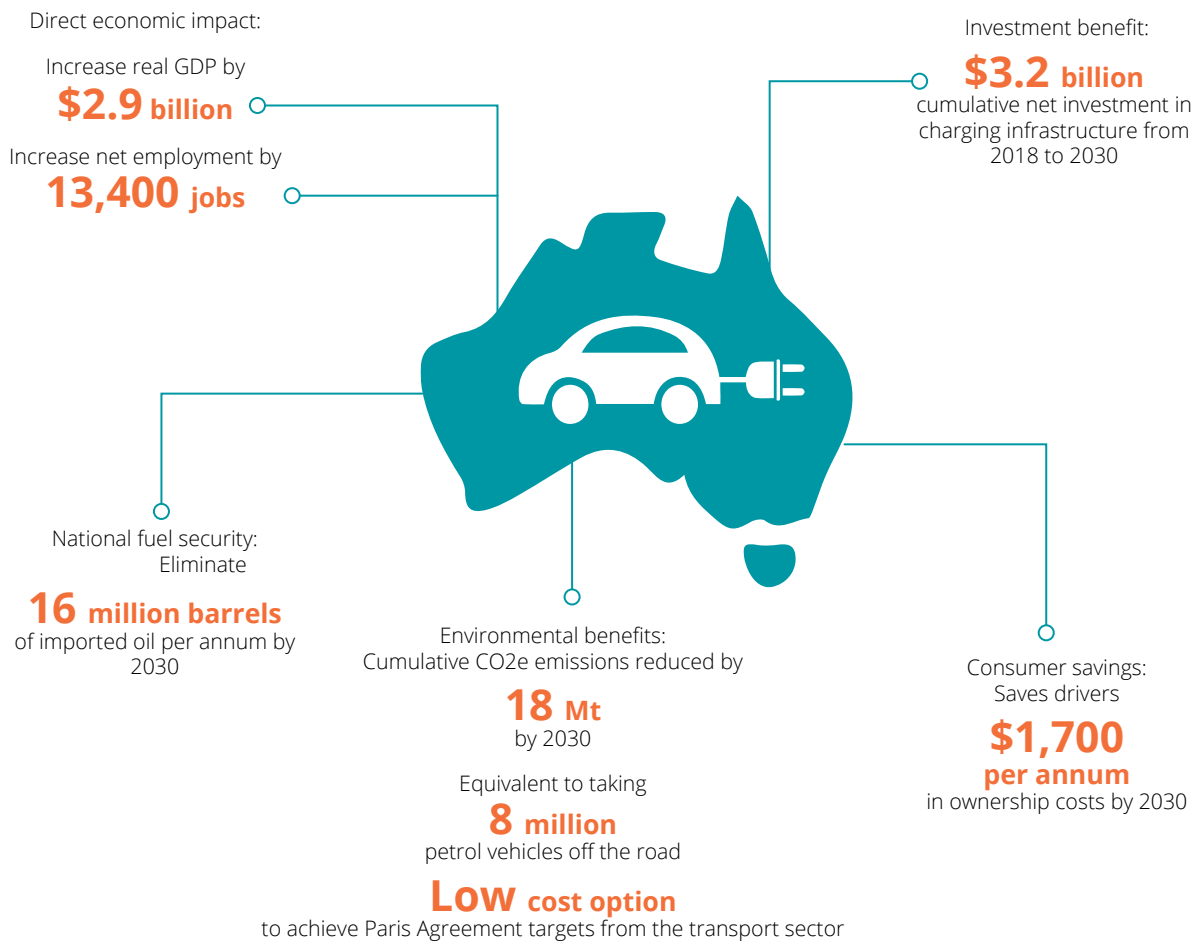 Direct economic impact:
Increase real GDP by
$2.9 billion
Increase net employment by
13,400 jobs
Investment benefit:
$3.2 billion
cumulative net investment in
charging infrastructure from
2018 to 2030
National fuel security:
Eliminate
16 million barrels
of imported oil per annum by
2030
Environmental benefits:
Cumulative CO2e emissions reduced by
18 Mt
by 2030
Equivalent to taking
8 million
petrol vehicles off the road
Low cost option
to achieve Paris Agreement targets from the transport sector
Consumer savings:
Saves drivers
$1,700
per annum
in ownership costs by 2030